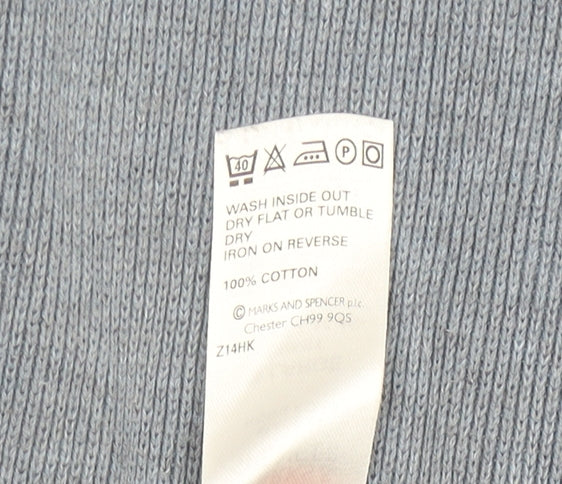 40 P
WASH INSIDE OUT
DRY FLAT OR TUMBLE
DRY
IRON ON REVERSE
100% COTTON
© MARKS AND SPENCER p.l.c.
Chester CH99 9QS
Z14HK